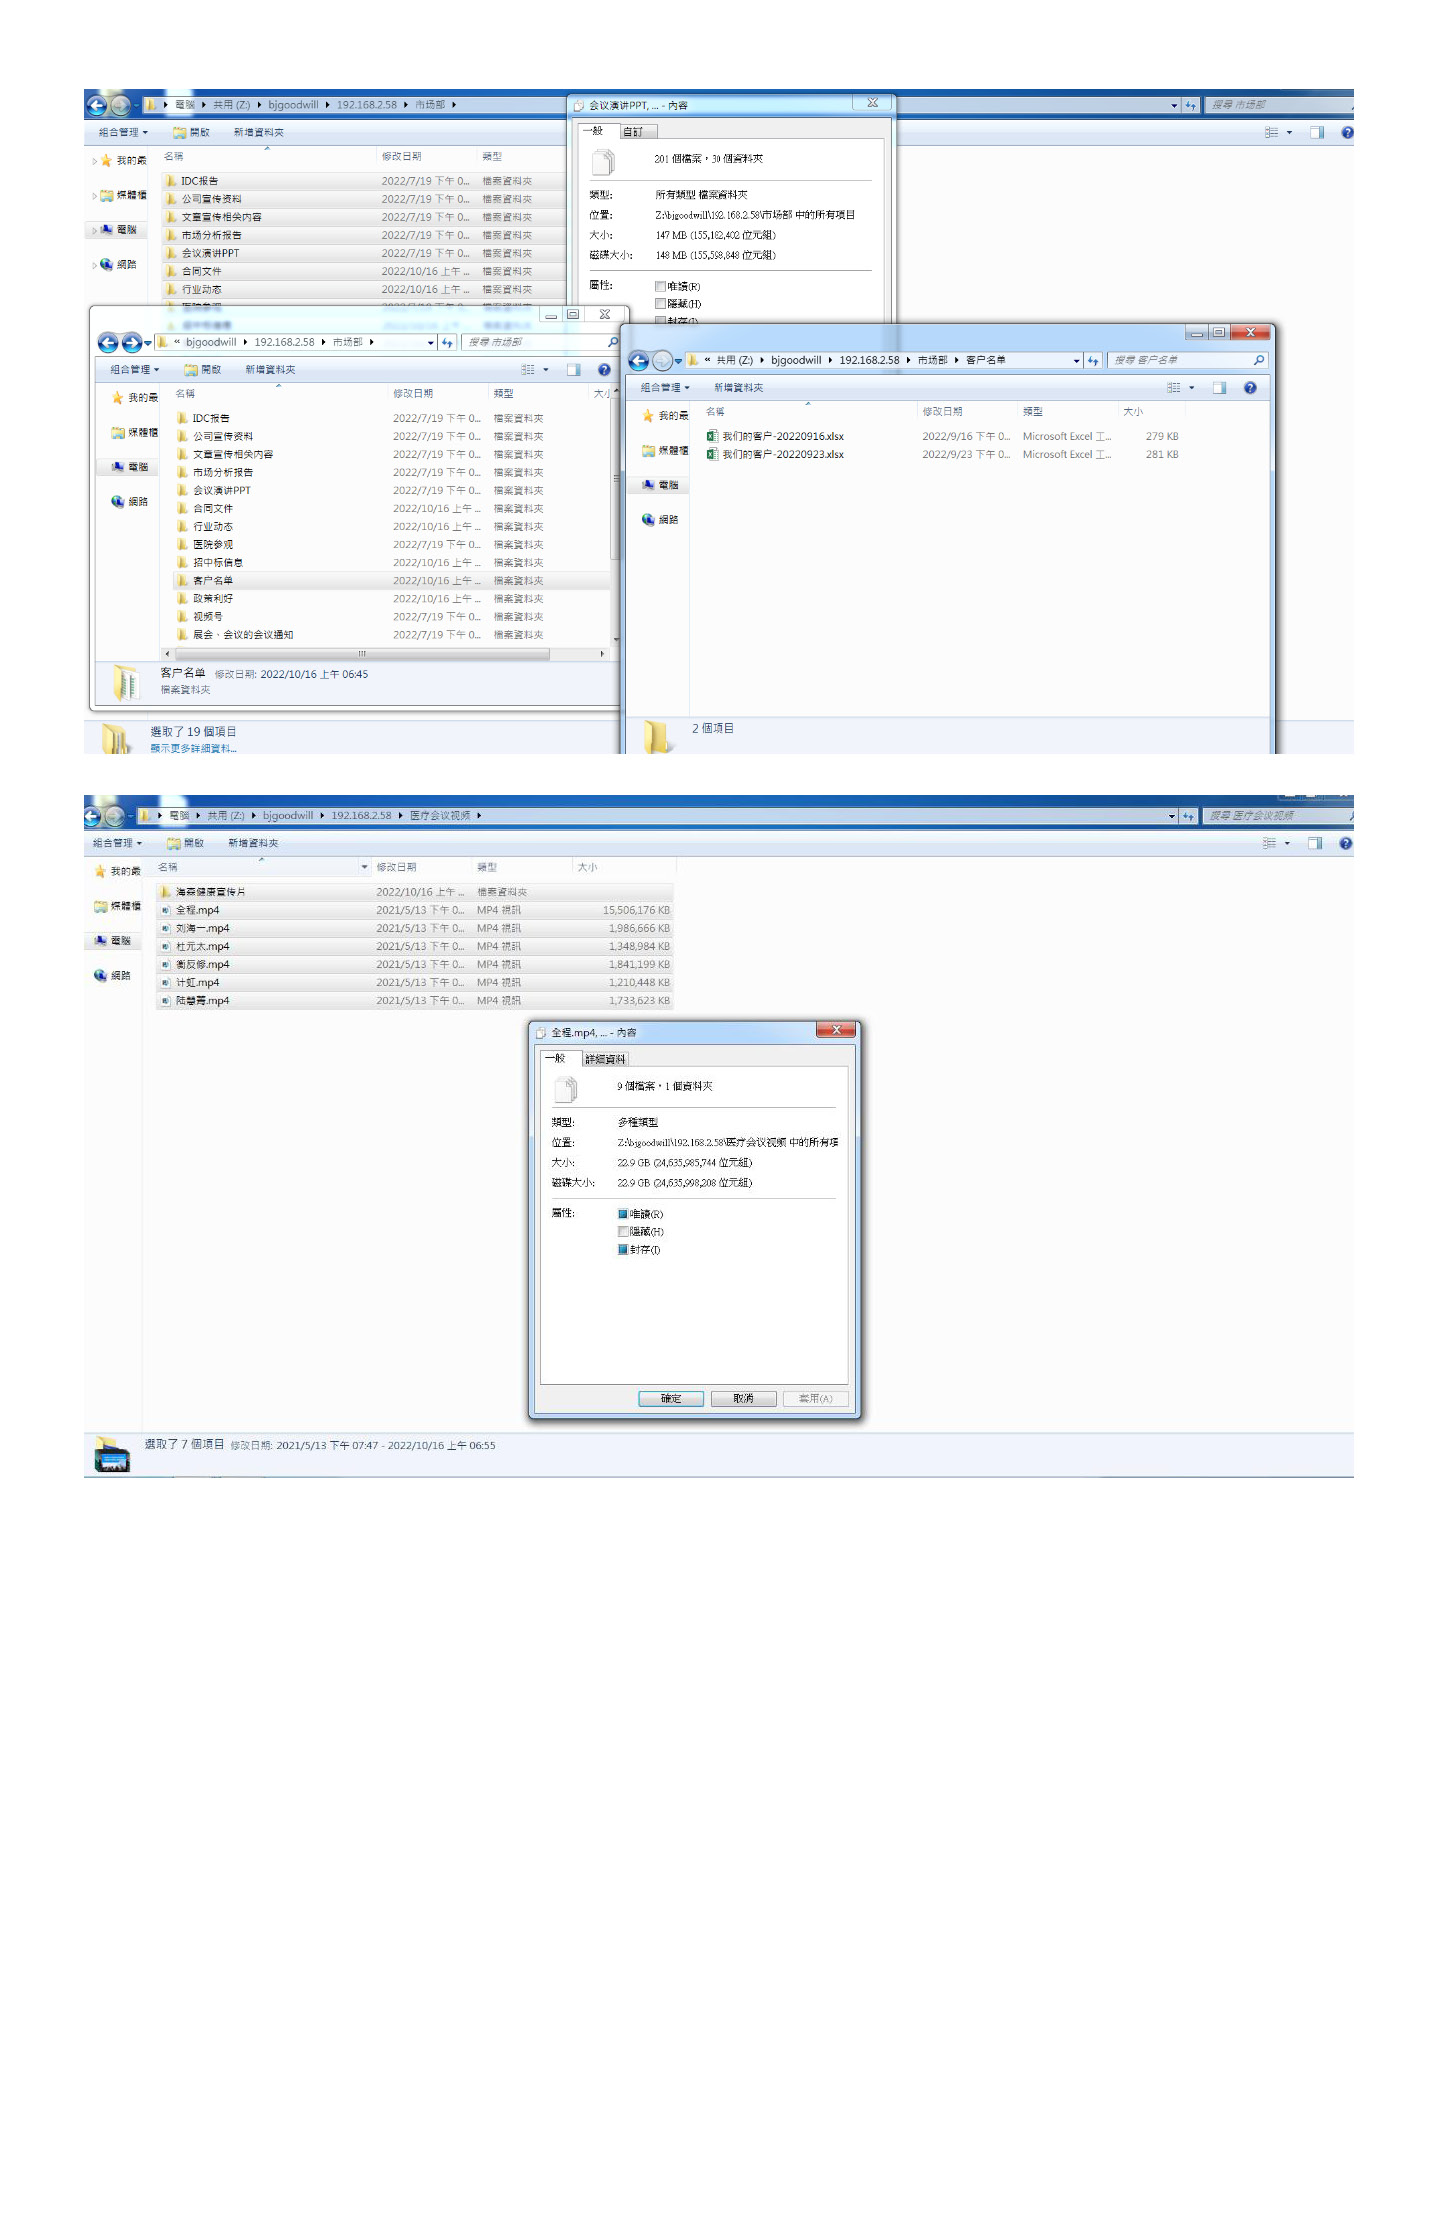 電腦 ▸ 共用 (Z:) ▸ bjgoodwill ▸ 192.168.2.58 ▸ 市场部 ▸
搜尋 市场部
組合管理 開啟 新增資料夾
我的最
媒體櫃
電腦
網路
名稱 修改日期 類型
IDC报告 2022/7/19 下午 0... 檔案資料夾
公司宣传资料 2022/7/19 下午 0... 檔案資料夾
文章宣传相关内容 2022/7/19 下午 0... 檔案資料夾
市场分析报告 2022/7/19 下午 0... 檔案資料夾
会议演讲PPT 2022/7/19 下午 0... 檔案資料夾
合同文件 2022/10/16 上午 ... 檔案資料夾
行业动态 2022/10/16 上午 ... 檔案資料夾
会议演讲PPT, ... - 內容
一般 自訂
201 個檔案，30 個資料夾
類型: 所有類型 檔案資料夾
位置: Z:\bjgoodwill\192.168.2.58\市场部 中的所有項目
大小: 147 MB (155,182,402 位元組)
磁碟大小: 148 MB (155,598,848 位元組)
屬性: 唯讀(R)
隱藏(H)
封存(I)
« bjgoodwill ▸ 192.168.2.58 ▸ 市场部 ▸
搜尋 市场部
組合管理 開啟 新增資料夾
我的最
媒體櫃
電腦
網路
名稱 修改日期 類型 大小
IDC报告 2022/7/19 下午 0... 檔案資料夾
公司宣传资料 2022/7/19 下午 0... 檔案資料夾
文章宣传相关内容 2022/7/19 下午 0... 檔案資料夾
市场分析报告 2022/7/19 下午 0... 檔案資料夾
会议演讲PPT 2022/7/19 下午 0... 檔案資料夾
合同文件 2022/10/16 上午 ... 檔案資料夾
行业动态 2022/10/16 上午 ... 檔案資料夾
医院参观 2022/7/19 下午 0... 檔案資料夾
招中标信息 2022/10/16 上午 ... 檔案資料夾
客户名单 2022/10/16 上午 ... 檔案資料夾
政策利好 2022/10/16 上午 ... 檔案資料夾
视频号 2022/7/19 下午 0... 檔案資料夾
展会、会议的会议通知 2022/7/19 下午 0... 檔案資料夾
客户名单 修改日期: 2022/10/16 上午 06:45
檔案資料夾
選取了 19 個項目
顯示更多詳細資料...
« 共用 (Z:) ▸ bjgoodwill ▸ 192.168.2.58 ▸ 市场部 ▸ 客户名单
搜尋 客户名单
組合管理 新增資料夾
我的最
媒體櫃
電腦
網路
名稱 修改日期 類型 大小
我们的客户-20220916.xlsx 2022/9/16 下午 0... Microsoft Excel 工... 279 KB
我们的客户-20220923.xlsx 2022/9/23 下午 0... Microsoft Excel 工... 281 KB
2 個項目
電腦 ▸ 共用 (Z:) ▸ bjgoodwill ▸ 192.168.2.58 ▸ 医疗会议视频 ▸
搜尋 医疗会议视频
組合管理 開啟 新增資料夾
我的最
媒體櫃
電腦
網路
名稱 修改日期 類型 大小
海森健康宣传片 2022/10/16 上午 ... 檔案資料夾
全程.mp4 2021/5/13 下午 0... MP4 視訊 15,506,176 KB
刘海一.mp4 2021/5/13 下午 0... MP4 視訊 1,986,666 KB
杜元太.mp4 2021/5/13 下午 0... MP4 視訊 1,348,984 KB
衡反修.mp4 2021/5/13 下午 0... MP4 視訊 1,841,199 KB
计虹.mp4 2021/5/13 下午 0... MP4 視訊 1,210,448 KB
陆慧菁.mp4 2021/5/13 下午 0... MP4 視訊 1,733,623 KB
全程.mp4, ... - 內容
一般 詳細資料
9 個檔案，1 個資料夾
類型: 多種類型
位置: Z:\bjgoodwill\192.168.2.58\医疗会议视频 中的所有項
大小: 22.9 GB (24,635,985,744 位元組)
磁碟大小: 22.9 GB (24,635,998,208 位元組)
屬性: 唯讀(R)
隱藏(H)
封存(I)
確定 取消 套用(A)
選取了 7 個項目 修改日期: 2021/5/13 下午 07:47 - 2022/10/16 上午 06:55